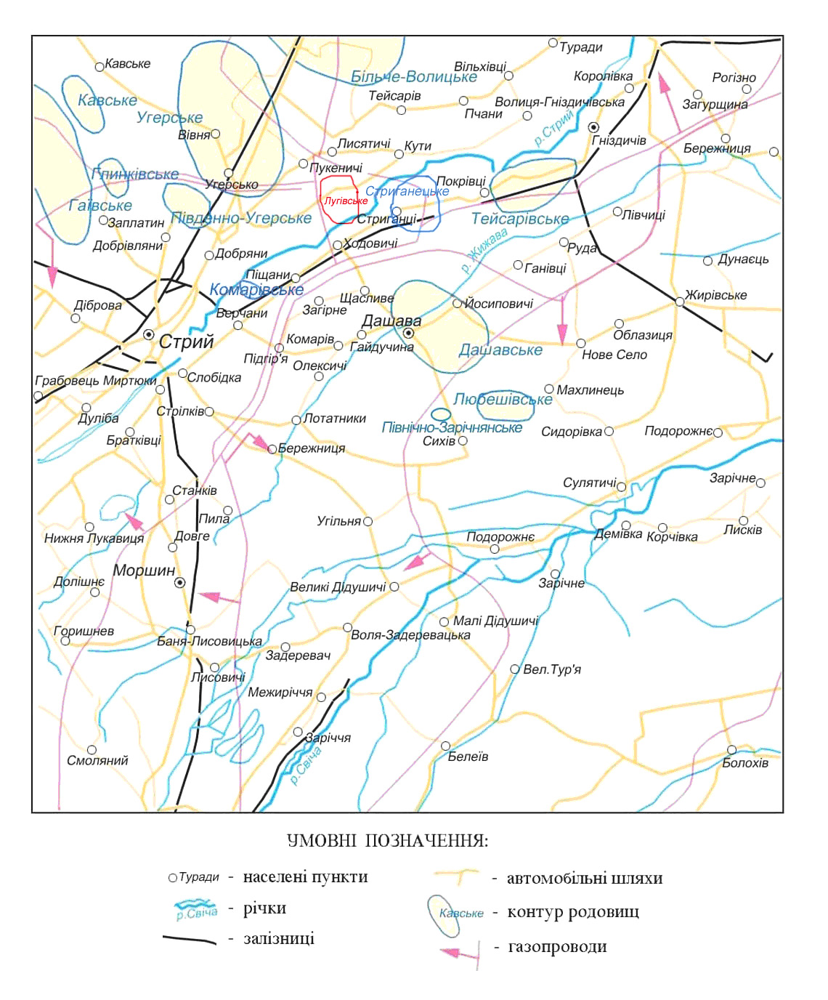 Кавське
Туради
Вільхівці
Більче-Волицьке
Королівка
Рогізно
Кавське
Тейсарів
Волиця-Гніздичівська
Загурщина
Угерське
Пчани
р.Стрий
Вівня
Гніздичів
Лисятичі
Кути
Бережниця
Глинківське
Пукеничі
Угерсько
Покрівці
Стриганецьке
Лугівське
Гаївське
Південно-Угерське
Стриганці
Тейсарівське
Лівчиці
Заплатин
Добрівляни
Ходовичі
р.Жижава
Руда
Добряни
Дунаєць
Піщани
Ганівці
Комарівське
Щасливе
Жирівське
Діброва
Загірне
Йосиповичі
Верчани
Дашава
Стрий
Комарів
Гайдучина
Облазиця
Підгір'я
Дашавське
Нове Село
Олексичі
Грабовець
Миртюки
Слобідка
Махлинець
Любешівське
Дуліба
Стрілків
Лотатники
Північно-Зарічнянське
Братківці
Сихів
Сидорівка
Подорожнє
Бережниця
Сулятичі
Зарічне
Станків
Пила
Угільня
Нижня Лукавиця
Довге
Подорожнє
Демівка
Корчівка
Лисків
Моршин
Долішнє
Великі Дідушичі
Зарічне
Горишнев
Малі Дідушичі
Баня-Лисовицька
Воля-Задеревацька
Задеревач
Лисовичі
Вел.Тур'я
Межиріччя
Заріччя
Смоляний
р.Свіча
Белеїв
Болохів
УМОВНІ ПОЗНАЧЕННЯ:
Туради - населені пункти
- автомобільні шляхи
р.Свіча - річки
Кавське - контур родовищ
- залізниці
- газопроводи